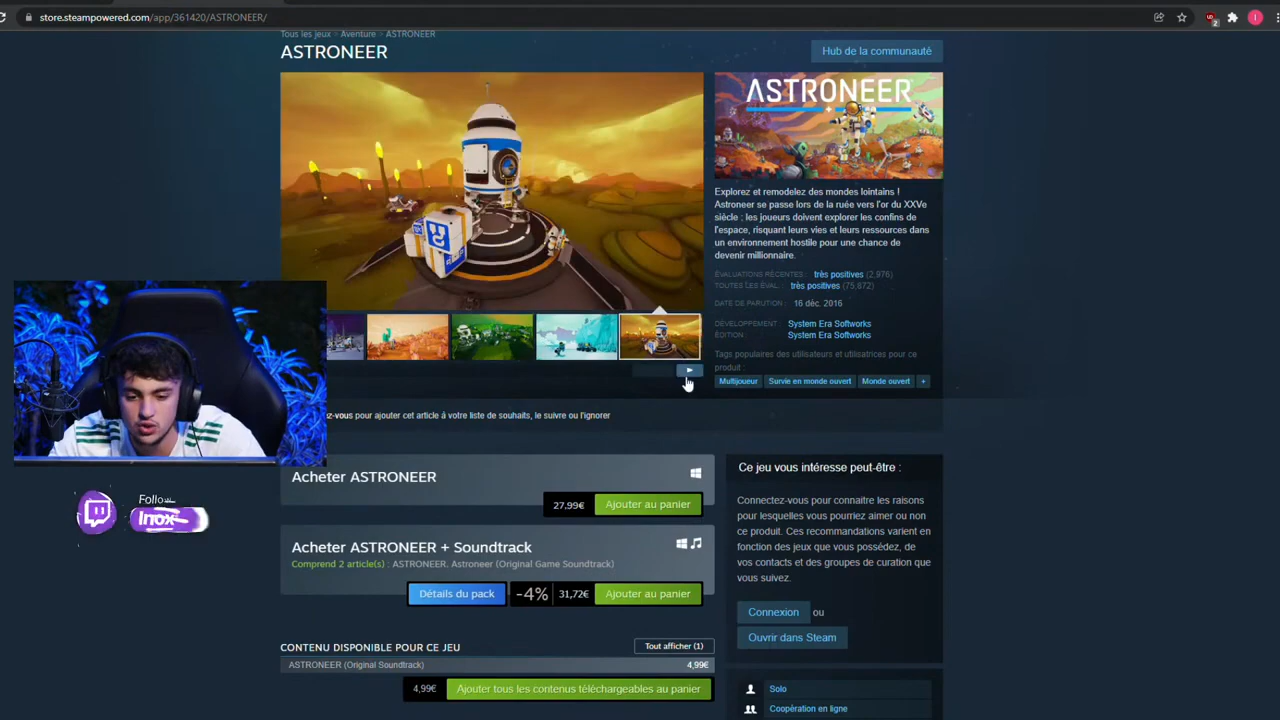 store.steampowered.com/app/361420/ASTRONEER/
Tous les jeux > Aventure > ASTRONEER
ASTRONEER
Hub de la communauté
ASTRONEER
Explorez et remodelez des mondes lointains !
Astroneer se passe lors de la ruée vers l'or du XXVe
siècle : les joueurs doivent explorer les confins de
l'espace, risquant leurs vies et leurs ressources dans
un environnement hostile pour une chance de
devenir millionnaire.
ÉVALUATIONS RÉCENTES : très positives (2,976)
TOUTES LES ÉVAL. : très positives (75,672)
DATE DE PARUTION : 16 déc. 2016
DÉVELOPPEMENT : System Era Softworks
ÉDITION : System Era Softworks
Tags populaires des utilisateurs et utilisatrices pour ce
produit :
Multijoueur Survie en monde ouvert Monde ouvert +
ez-vous pour ajouter cet article à votre liste de souhaits, le suivre ou l'ignorer
Acheter ASTRONEER
27,99€ Ajouter au panier
Acheter ASTRONEER + Soundtrack
Comprend 2 article(s) : ASTRONEER, Astroneer (Original Game Soundtrack)
Détails du pack -4% 31,72€ Ajouter au panier
CONTENU DISPONIBLE POUR CE JEU Tout afficher (1)
ASTRONEER (Original Soundtrack) 4,99€
4,99€ Ajouter tous les contenus téléchargeables au panier
Ce jeu vous intéresse peut-être :
Connectez-vous pour connaitre les raisons
pour lesquelles vous pourriez aimer ou non
ce produit. Ces recommandations varient en
fonction des jeux que vous possédez, de
vos contacts et des groupes de curation que
vous suivez.
Connexion ou
Ouvrir dans Steam
Solo
Coopération en ligne
Inox